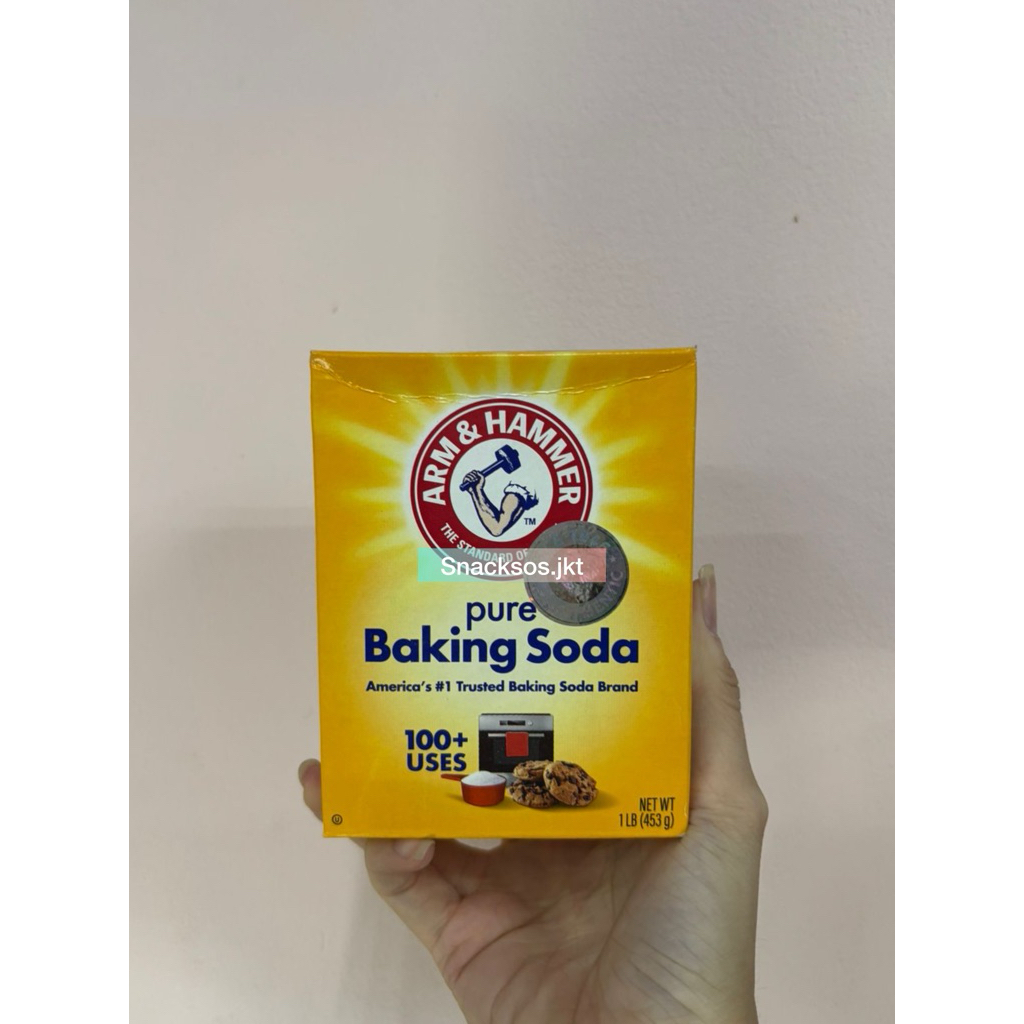 ARM & HAMMER
TM
THE STANDARD OF
Snacksos.jkt
pure
Baking Soda
America's #1 Trusted Baking Soda Brand
100+
USES
NET WT
1 LB (453 g)
U